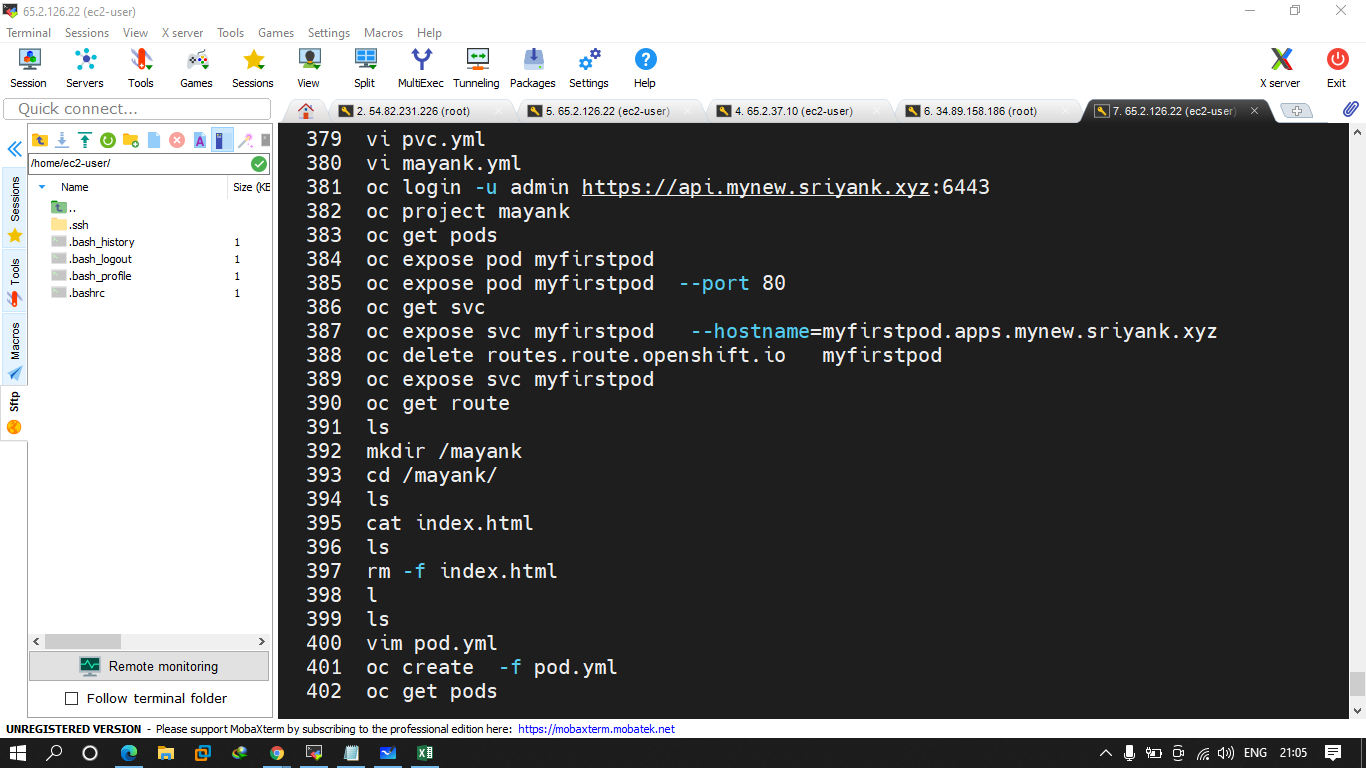 65.2.126.22 (ec2-user)
Terminal Sessions View X server Tools Games Settings Macros Help
Session Servers Tools Games Sessions View Split MultiExec Tunneling Packages Settings Help X server Exit
Quick connect...
2. 54.82.231.226 (root)
5. 65.2.126.22 (ec2-user)
4. 65.2.37.10 (ec2-user)
6. 34.89.158.186 (root)
7. 65.2.126.22 (ec2-user)
Sessions
Tools
Macros
Sftp
/home/ec2-user/
Name Size (KB
..
.ssh
.bash_history 1
.bash_logout 1
.bash_profile 1
.bashrc 1
Remote monitoring
Follow terminal folder
379 vi pvc.yml
380 vi mayank.yml
381 oc login -u admin https://api.mynew.sriyank.xyz:6443
382 oc project mayank
383 oc get pods
384 oc expose pod myfirstpod
385 oc expose pod myfirstpod --port 80
386 oc get svc
387 oc expose svc myfirstpod --hostname=myfirstpod.apps.mynew.sriyank.xyz
388 oc delete routes.route.openshift.io myfirstpod
389 oc expose svc myfirstpod
390 oc get route
391 ls
392 mkdir /mayank
393 cd /mayank/
394 ls
395 cat index.html
396 ls
397 rm -f index.html
398 l
399 ls
400 vim pod.yml
401 oc create -f pod.yml
402 oc get pods
UNREGISTERED VERSION - Please support MobaXterm by subscribing to the professional edition here: https://mobaxterm.mobatek.net
ENG 21:05